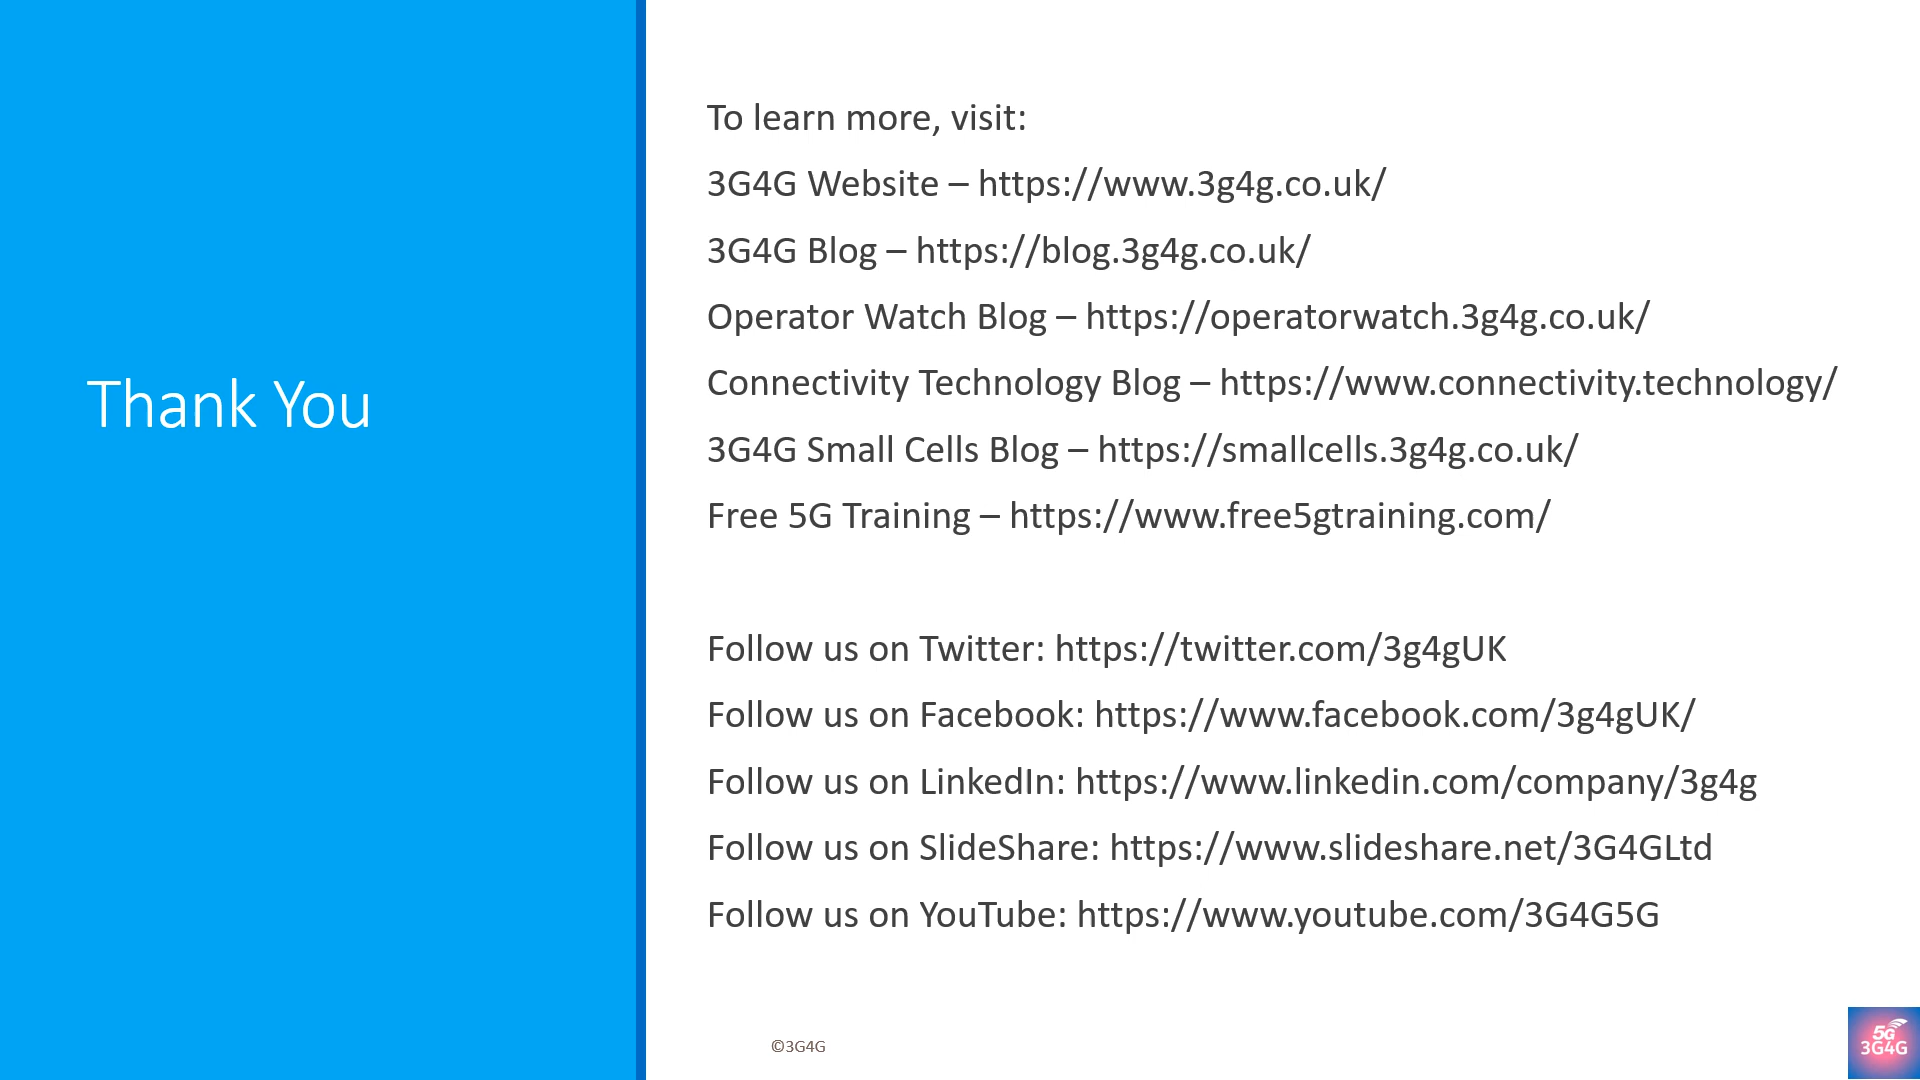 Thank You
To learn more, visit:
3G4G Website – https://www.3g4g.co.uk/
3G4G Blog – https://blog.3g4g.co.uk/
Operator Watch Blog – https://operatorwatch.3g4g.co.uk/
Connectivity Technology Blog – https://www.connectivity.technology/
3G4G Small Cells Blog – https://smallcells.3g4g.co.uk/
Free 5G Training – https://www.free5gtraining.com/
Follow us on Twitter: https://twitter.com/3g4gUK
Follow us on Facebook: https://www.facebook.com/3g4gUK/
Follow us on LinkedIn: https://www.linkedin.com/company/3g4g
Follow us on SlideShare: https://www.slideshare.net/3G4GLtd
Follow us on YouTube: https://www.youtube.com/3G4G5G
©3G4G
5G
3G4G